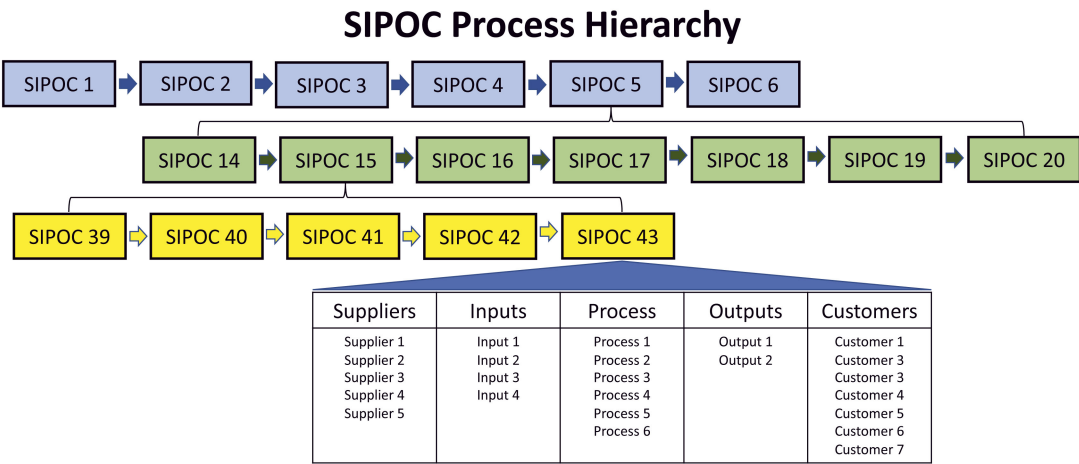 SIPOC Process Hierarchy
SIPOC 1 SIPOC 2 SIPOC 3 SIPOC 4 SIPOC 5 SIPOC 6
SIPOC 14 SIPOC 15 SIPOC 16 SIPOC 17 SIPOC 18 SIPOC 19 SIPOC 20
SIPOC 39 SIPOC 40 SIPOC 41 SIPOC 42 SIPOC 43
Suppliers Inputs Process Outputs Customers
Supplier 1 Input 1 Process 1 Output 1 Customer 1
Supplier 2 Input 2 Process 2 Output 2 Customer 3
Supplier 3 Input 3 Process 3 Customer 3
Supplier 4 Input 4 Process 4 Customer 4
Supplier 5 Process 5 Customer 5
Process 6 Customer 6
Customer 7